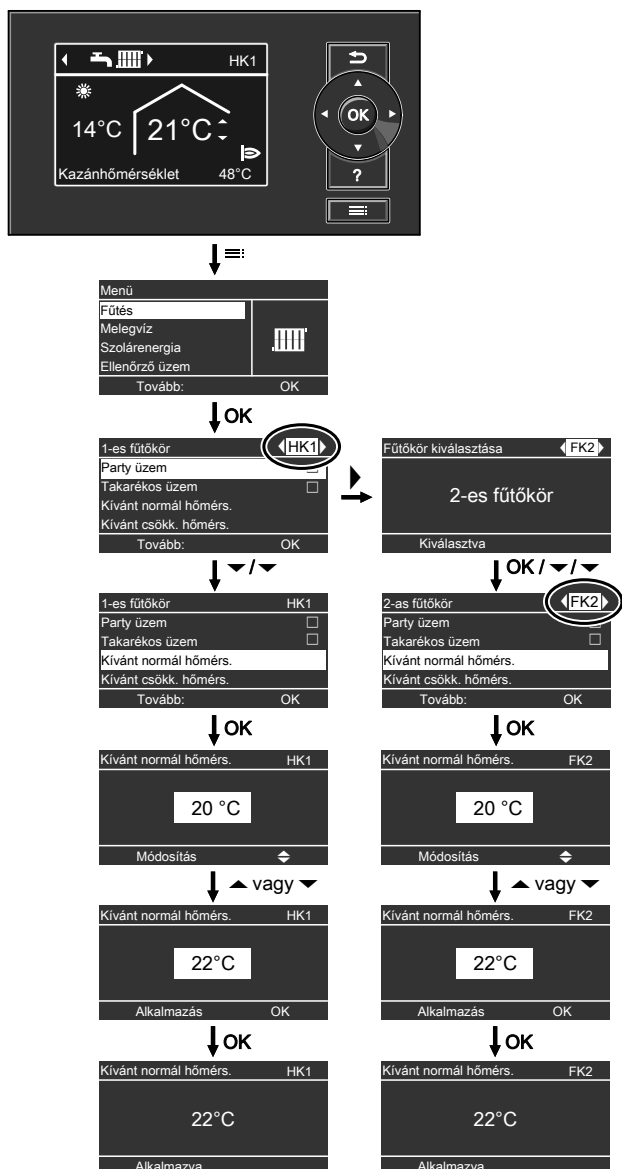 HK1
14°C 21°C
Kazánhőmérséklet 48°C
OK
?
Menü
Fűtés
Melegvíz
Szolárenergia
Ellenőrző üzem
Tovább: OK
OK
1-es fűtőkör HK1
Party üzem
Takarékos üzem
Kívánt normál hőmérs.
Kívánt csökk. hőmérs.
Tovább: OK
Fűtőkör kiválasztása FK2
2-es fűtőkör
Kiválasztva
/
OK / /
1-es fűtőkör HK1
Party üzem
Takarékos üzem
Kívánt normál hőmérs.
Kívánt csökk. hőmérs.
Tovább: OK
2-as fűtőkör FK2
Party üzem
Takarékos üzem
Kívánt normál hőmérs.
Kívánt csökk. hőmérs.
Tovább: OK
OK
OK
Kívánt normál hőmérs. HK1
20 °C
Módosítás
Kívánt normál hőmérs. FK2
20 °C
Módosítás
vagy
vagy
Kívánt normál hőmérs. HK1
22°C
Alkalmazás OK
Kívánt normál hőmérs. FK2
22°C
Alkalmazás OK
OK
OK
Kívánt normál hőmérs. HK1
22°C
Alkalmazva
Kívánt normál hőmérs. FK2
22°C
Alkalmazva